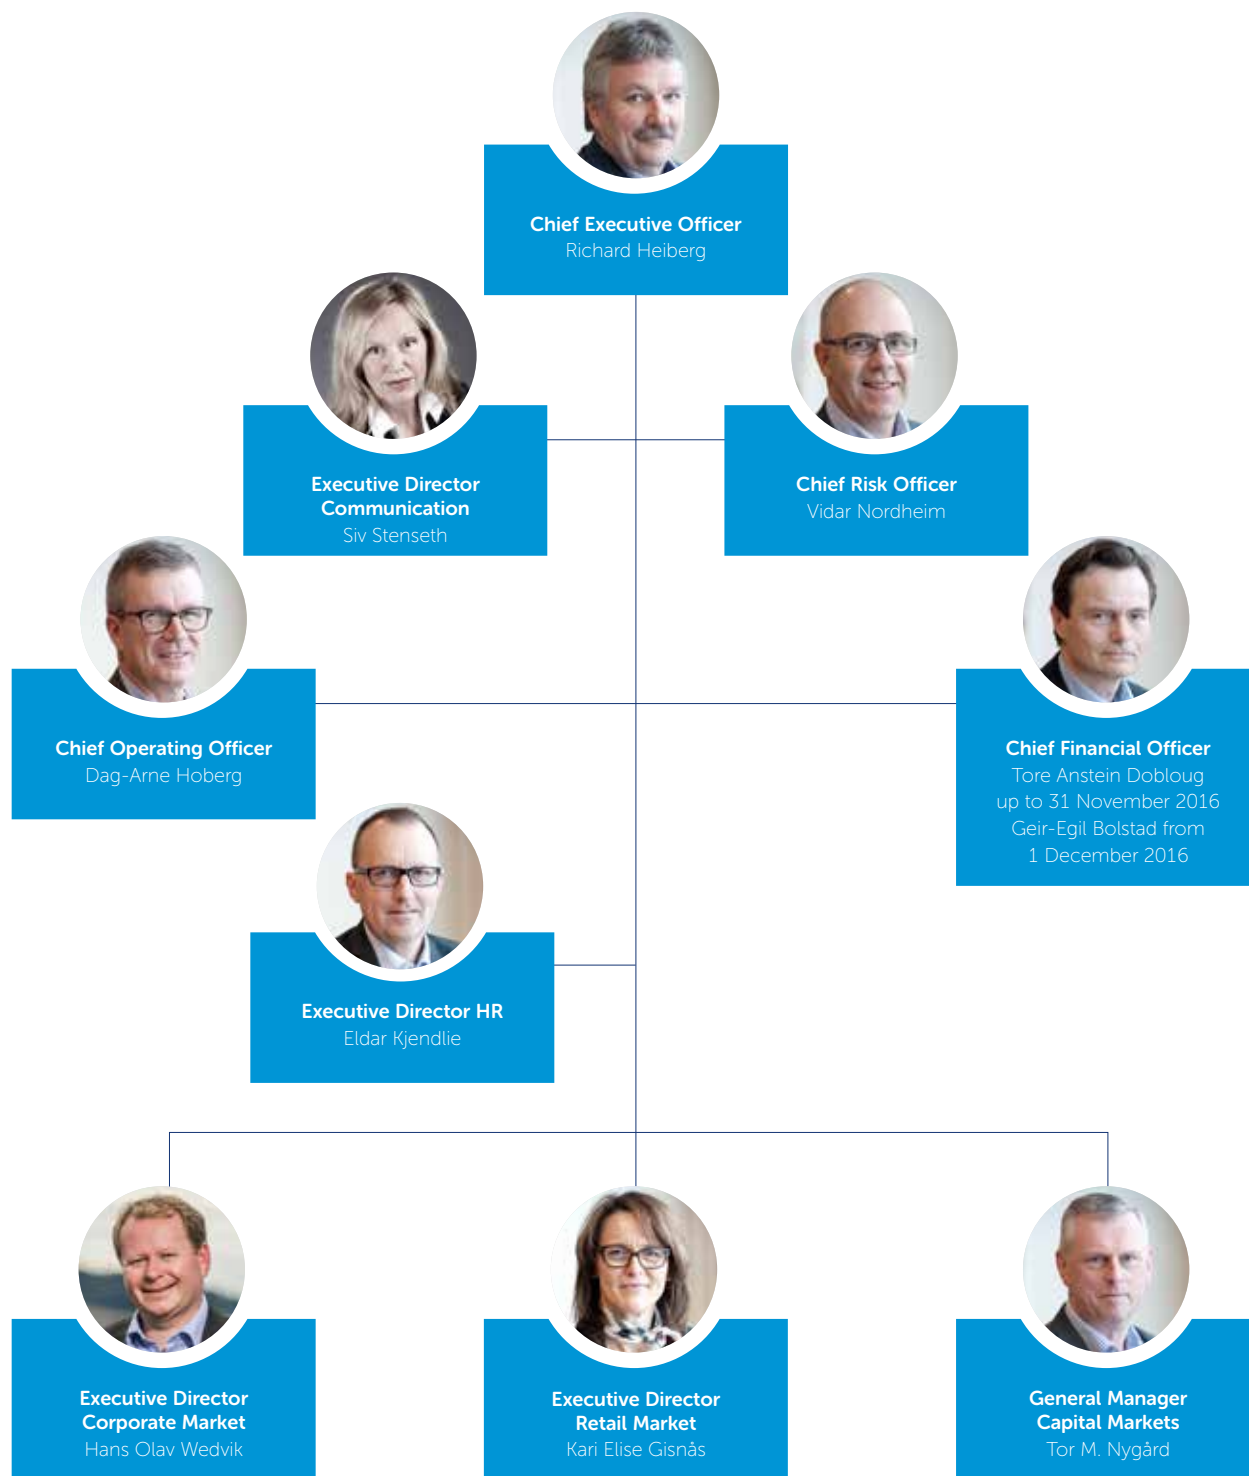 Chief Executive Officer
Richard Heiberg
Executive Director
Communication
Siv Stenseth
Chief Risk Officer
Vidar Nordheim
Chief Operating Officer
Dag-Arne Hoberg
Chief Financial Officer
Tore Anstein Dobloug
up to 31 November 2016
Geir-Egil Bolstad from
1 December 2016
Executive Director HR
Eldar Kjendlie
Executive Director
Corporate Market
Hans Olav Wedvik
Executive Director
Retail Market
Kari Elise Gisnås
General Manager
Capital Markets
Tor M. Nygård